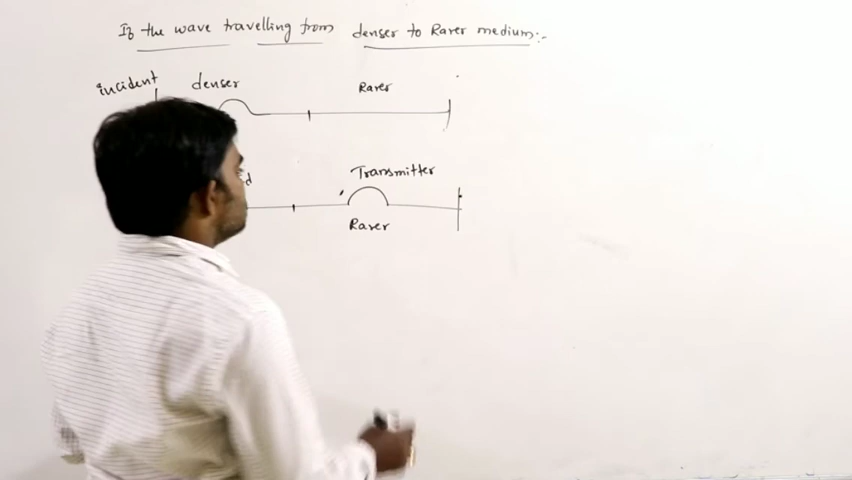 If the wave travelling from denser to Rarer medium:-
incident denser Rarer
Transmitter
Rarer